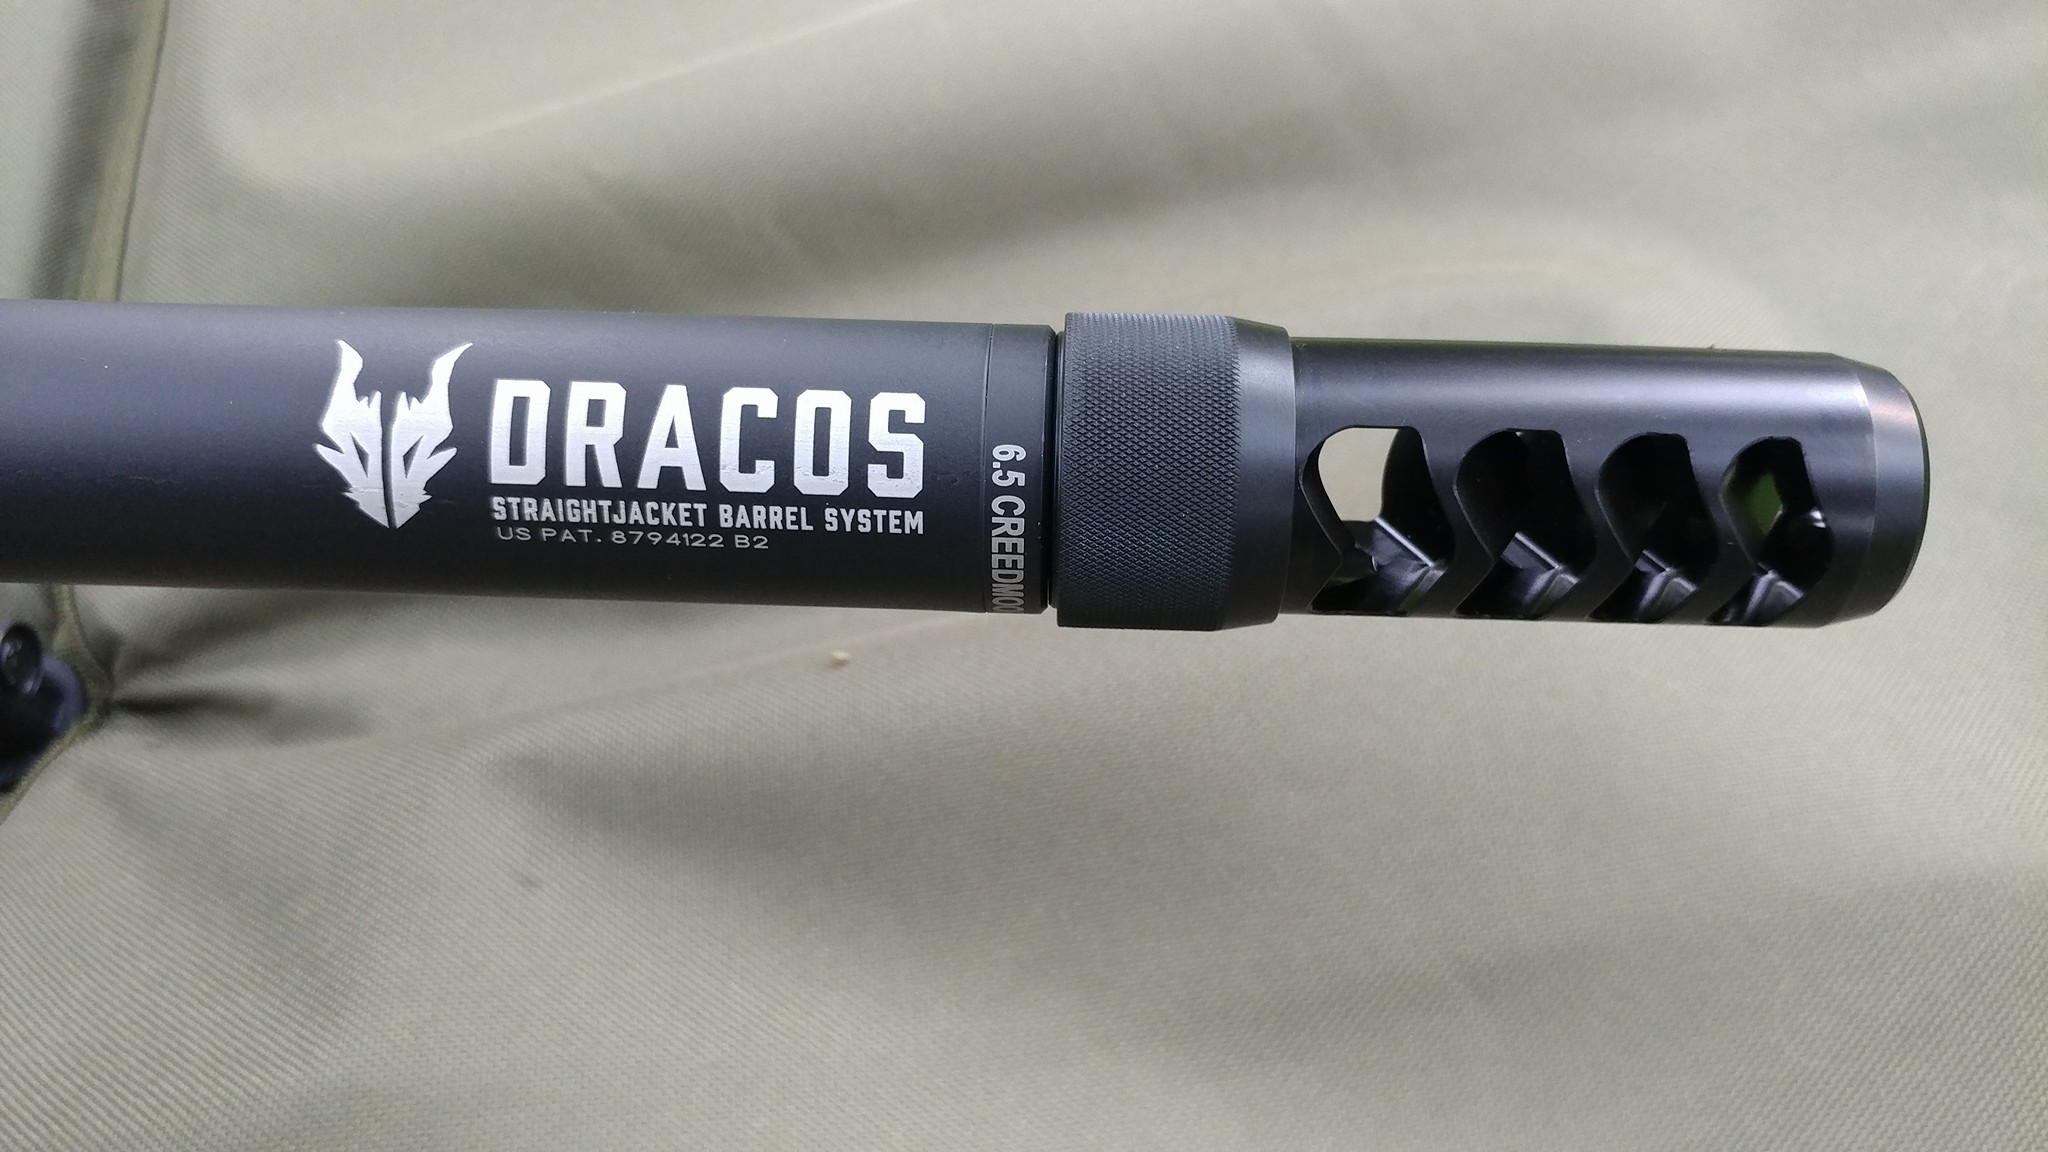 DRACOS
STRAIGHTJACKET BARREL SYSTEM
US PAT. 8794122 B2
6.5